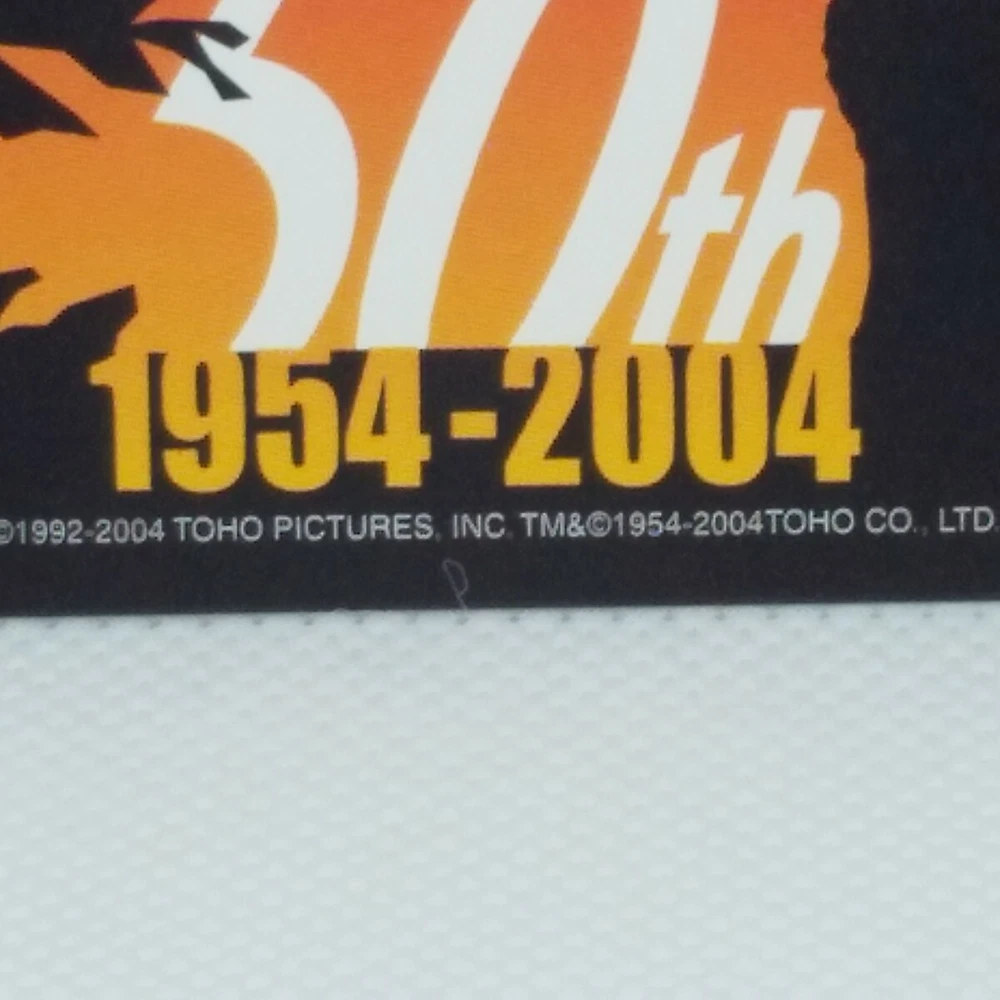 50th
1954-2004
©1992-2004 TOHO PICTURES, INC. TM&©1954-2004TOHO CO., LTD.